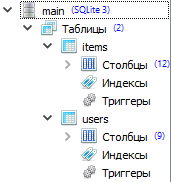 main (SQLite 3)
Таблицы (2)
items
Столбцы (12)
Индексы
Триггеры
users
Столбцы (9)
Индексы
Триггеры